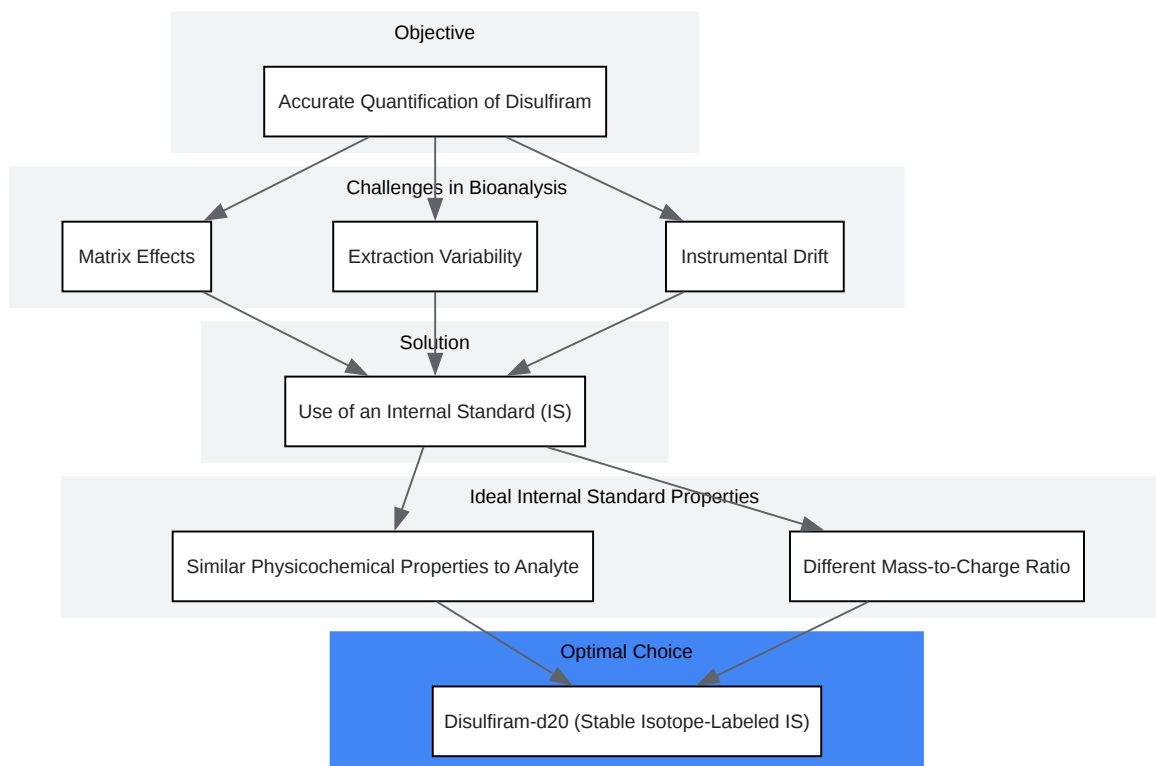 Objective
Accurate Quantification of Disulfiram
Challenges in Bioanalysis
Matrix Effects
Extraction Variability
Instrumental Drift
Solution
Use of an Internal Standard (IS)
Ideal Internal Standard Properties
Similar Physicochemical Properties to Analyte
Different Mass-to-Charge Ratio
Optimal Choice
Disulfiram-d20 (Stable Isotope-Labeled IS)